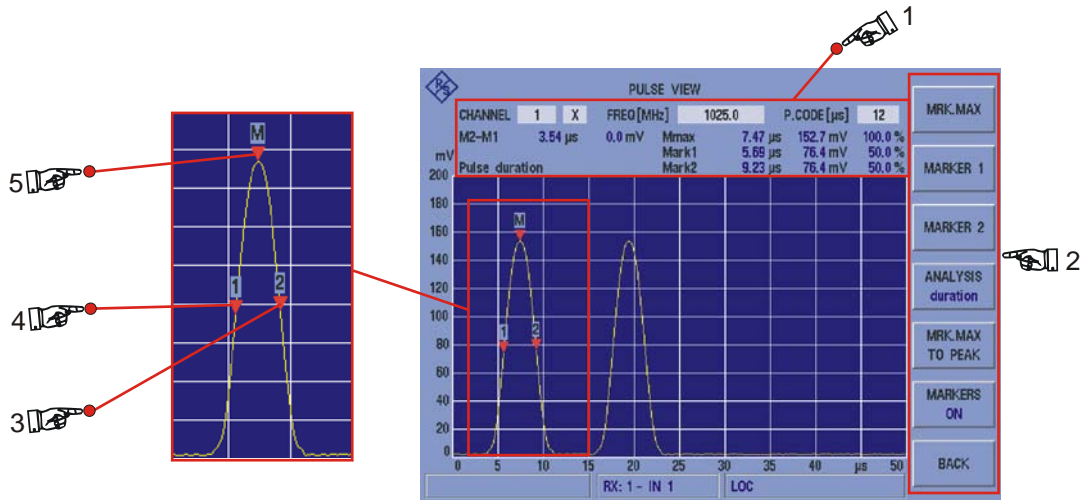 1
R&S
PULSE VIEW
CHANNEL 1 X FREQ[MHz] 1025.0 P.CODE[µs] 12
M2-M1 3.54 µs 0.0 mV Mmax 7.47 µs 152.7 mV 100.0 %
Mark1 5.69 µs 76.4 mV 50.0 %
Pulse duration Mark2 9.23 µs 76.4 mV 50.0 %
mV
200
180
160
140
120
100
80
60
40
20
0
0 5 10 15 20 25 30 35 40 µs 50
M
1 2
RX: 1 - IN 1 LOC
MRK.MAX
MARKER 1
MARKER 2
ANALYSIS
duration
MRK.MAX
TO PEAK
MARKERS
ON
BACK
2
M
1 2
5
4
3